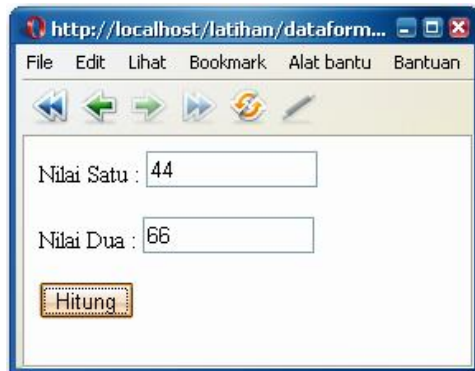 http://localhost/latihan/dataform...
File Edit Lihat Bookmark Alat bantu Bantuan
Nilai Satu : 44
Nilai Dua : 66
Hitung